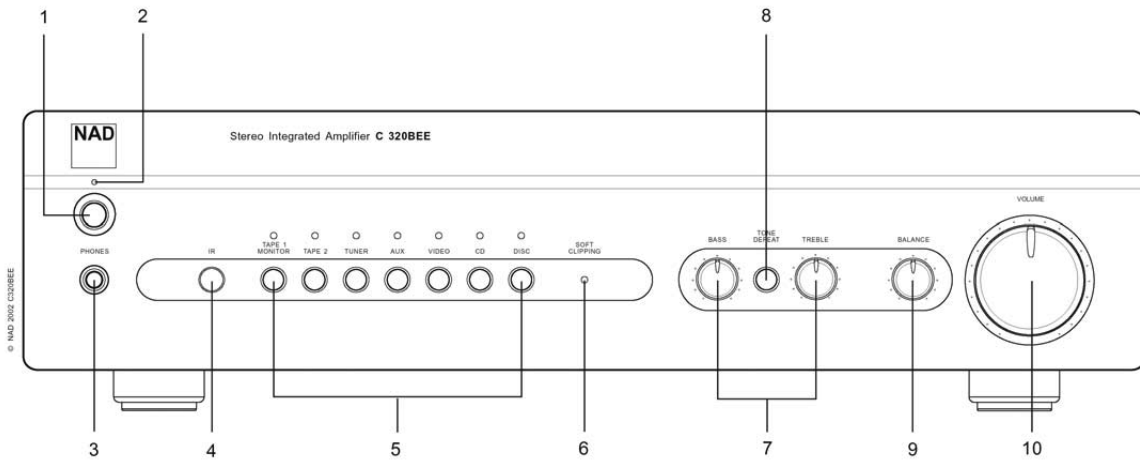 1
2
8
NAD
Stereo Integrated Amplifier C 320BEE
VOLUME
PHONES
IR
TAPE 1
MONITOR
TAPE 2
TUNER
AUX
VIDEO
CD
DISC
SOFT
CLIPPING
BASS
TONE
DEFEAT
TREBLE
BALANCE
© NAD 2002 C320BEE
3
4
5
6
7
9
10